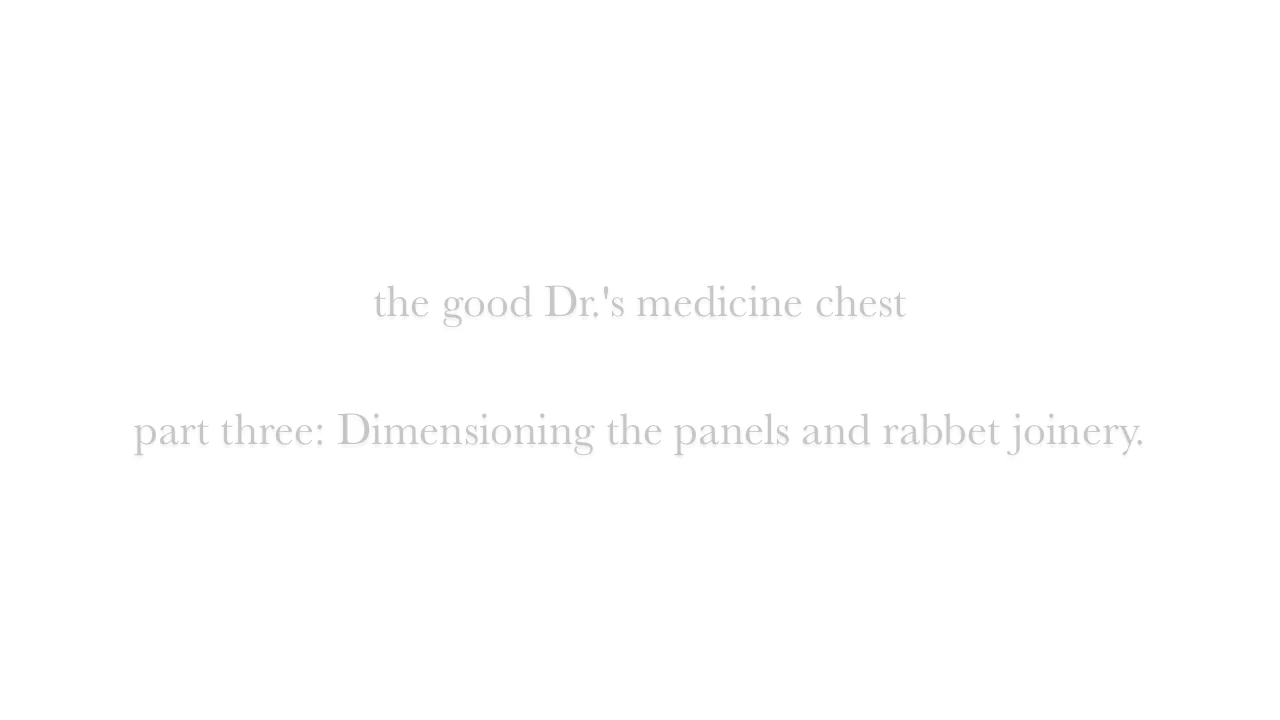 the good Dr.'s medicine chest
part three: Dimensioning the panels and rabbet joinery.